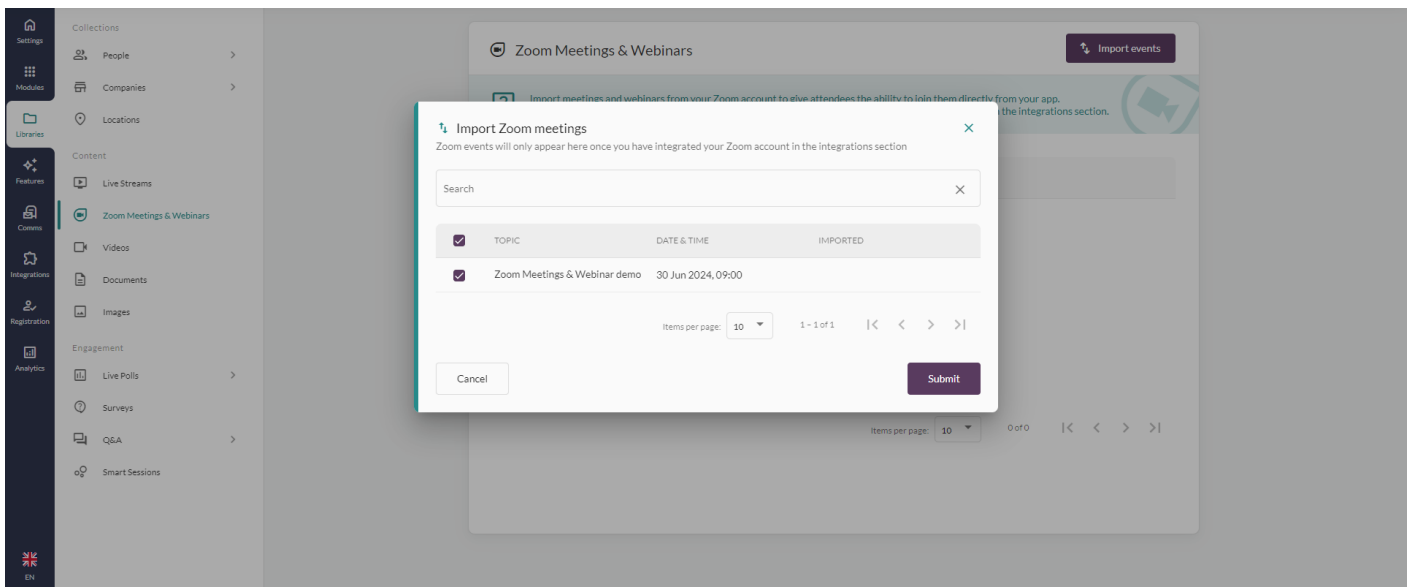 Settings
Modules
Libraries
Features
Comms
Integrations
Registration
Analytics
EN
Collections
People
Companies
Locations
Content
Live Streams
Zoom Meetings & Webinars
Videos
Documents
Images
Engagement
Live Polls
Surveys
Q&A
Smart Sessions
Zoom Meetings & Webinars
Import events
Import meetings and webinars from your Zoom account to give attendees the ability to join them directly from your app.
the integrations section.
Import Zoom meetings
Zoom events will only appear here once you have integrated your Zoom account in the integrations section
Search
TOPIC DATE & TIME IMPORTED
Zoom Meetings & Webinar demo 30 Jun 2024, 09:00
Items per page: 10 1 – 1 of 1
Cancel Submit
Items per page: 10 0 of 0